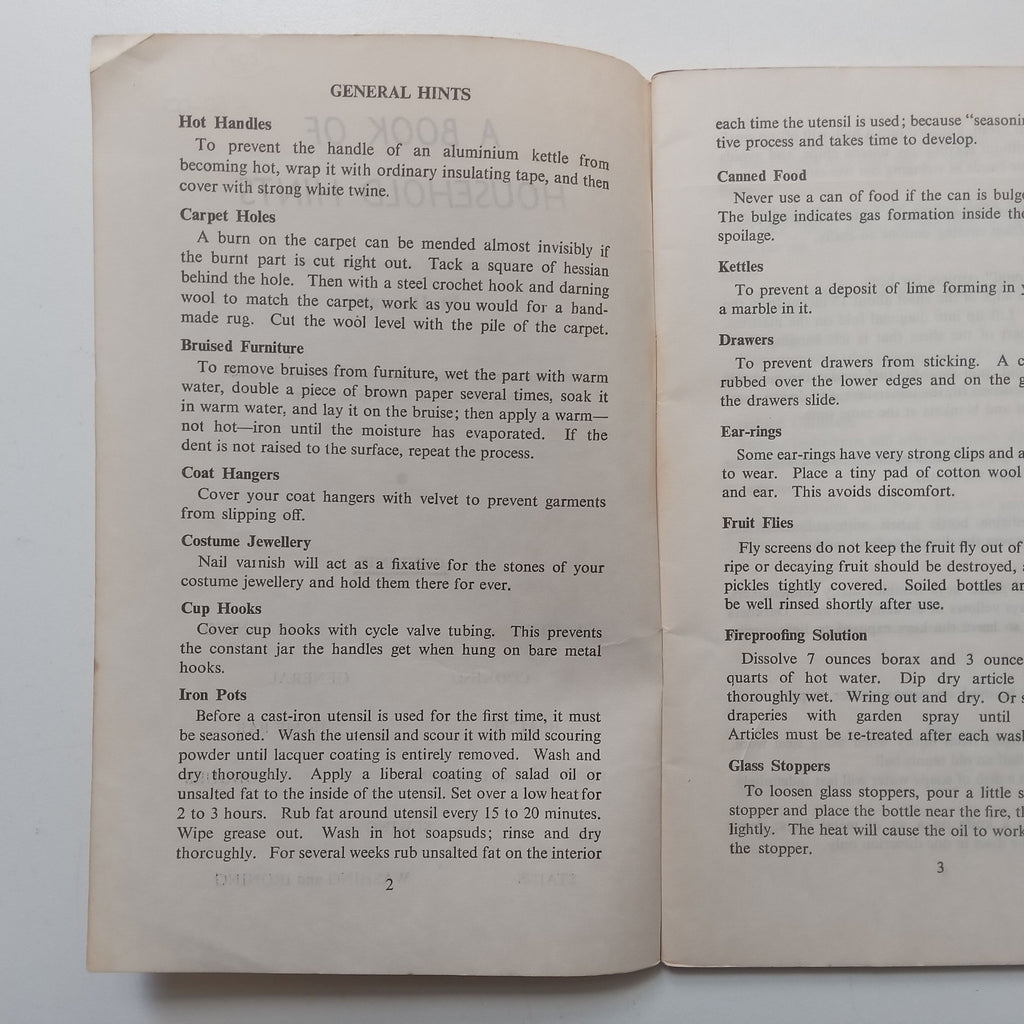 GENERAL HINTS
Hot Handles
To prevent the handle of an aluminium kettle from
becoming hot, wrap it with ordinary insulating tape, and then
cover with strong white twine.
Carpet Holes
A burn on the carpet can be mended almost invisibly if
the burnt part is cut right out. Tack a square of hessian
behind the hole. Then with a steel crochet hook and darning
wool to match the carpet, work as you would for a hand-
made rug. Cut the wool level with the pile of the carpet.
Bruised Furniture
To remove bruises from furniture, wet the part with warm
water, double a piece of brown paper several times, soak it
in warm water, and lay it on the bruise; then apply a warm—
not hot—iron until the moisture has evaporated. If the
dent is not raised to the surface, repeat the process.
Coat Hangers
Cover your coat hangers with velvet to prevent garments
from slipping off.
Costume Jewellery
Nail varnish will act as a fixative for the stones of your
costume jewellery and hold them there for ever.
Cup Hooks
Cover cup hooks with cycle valve tubing. This prevents
the constant jar the handles get when hung on bare metal
hooks.
Iron Pots
Before a cast-iron utensil is used for the first time, it must
be seasoned. Wash the utensil and scour it with mild scouring
powder until lacquer coating is entirely removed. Wash and
dry thoroughly. Apply a liberal coating of salad oil or
unsalted fat to the inside of the utensil. Set over a low heat for
2 to 3 hours. Rub fat around utensil every 15 to 20 minutes.
Wipe grease out. Wash in hot soapsuds; rinse and dry
thoroughly. For several weeks rub unsalted fat on the interior
2
each time the utensil is used; because "seasoni
tive process and takes time to develop.
Canned Food
Never use a can of food if the can is bulge
The bulge indicates gas formation inside the
spoilage.
Kettles
To prevent a deposit of lime forming in y
a marble in it.
Drawers
To prevent drawers from sticking. A c
rubbed over the lower edges and on the g
the drawers slide.
Ear-rings
Some ear-rings have very strong clips and a
to wear. Place a tiny pad of cotton wool
and ear. This avoids discomfort.
Fruit Flies
Fly screens do not keep the fruit fly out of
ripe or decaying fruit should be destroyed,
pickles tightly covered. Soiled bottles an
be well rinsed shortly after use.
Fireproofing Solution
Dissolve 7 ounces borax and 3 ounce
quarts of hot water. Dip dry article
thoroughly wet. Wring out and dry. Or s
draperies with garden spray until
Articles must be re-treated after each wash
Glass Stoppers
To loosen glass stoppers, pour a little s
stopper and place the bottle near the fire, th
lightly. The heat will cause the oil to work
the stopper.
3